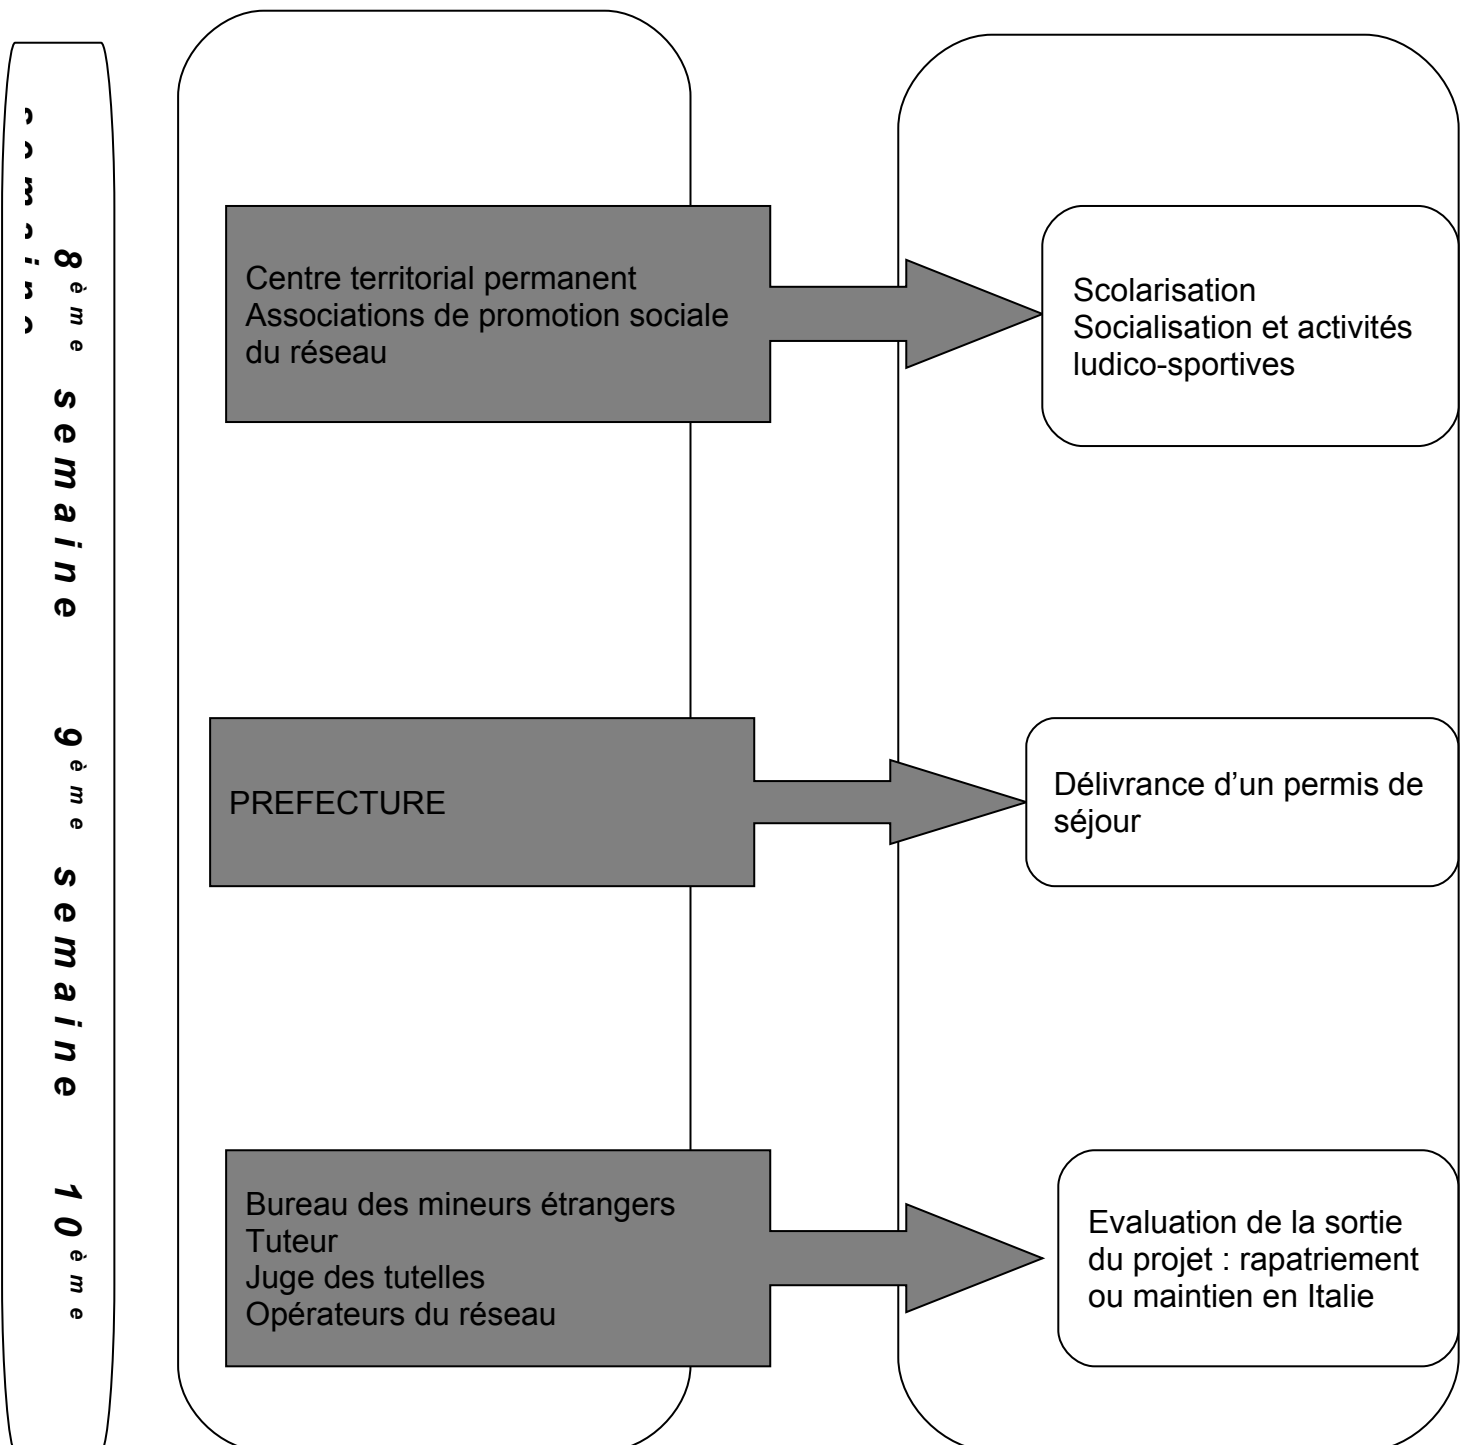 8ème semaine 9ème semaine 10ème
Centre territorial permanent
Associations de promotion sociale
du réseau
Scolarisation
Socialisation et activités
ludico-sportives
PREFECTURE
Délivrance d’un permis de
séjour
Bureau des mineurs étrangers
Tuteur
Juge des tutelles
Opérateurs du réseau
Evaluation de la sortie
du projet : rapatriement
ou maintien en Italie